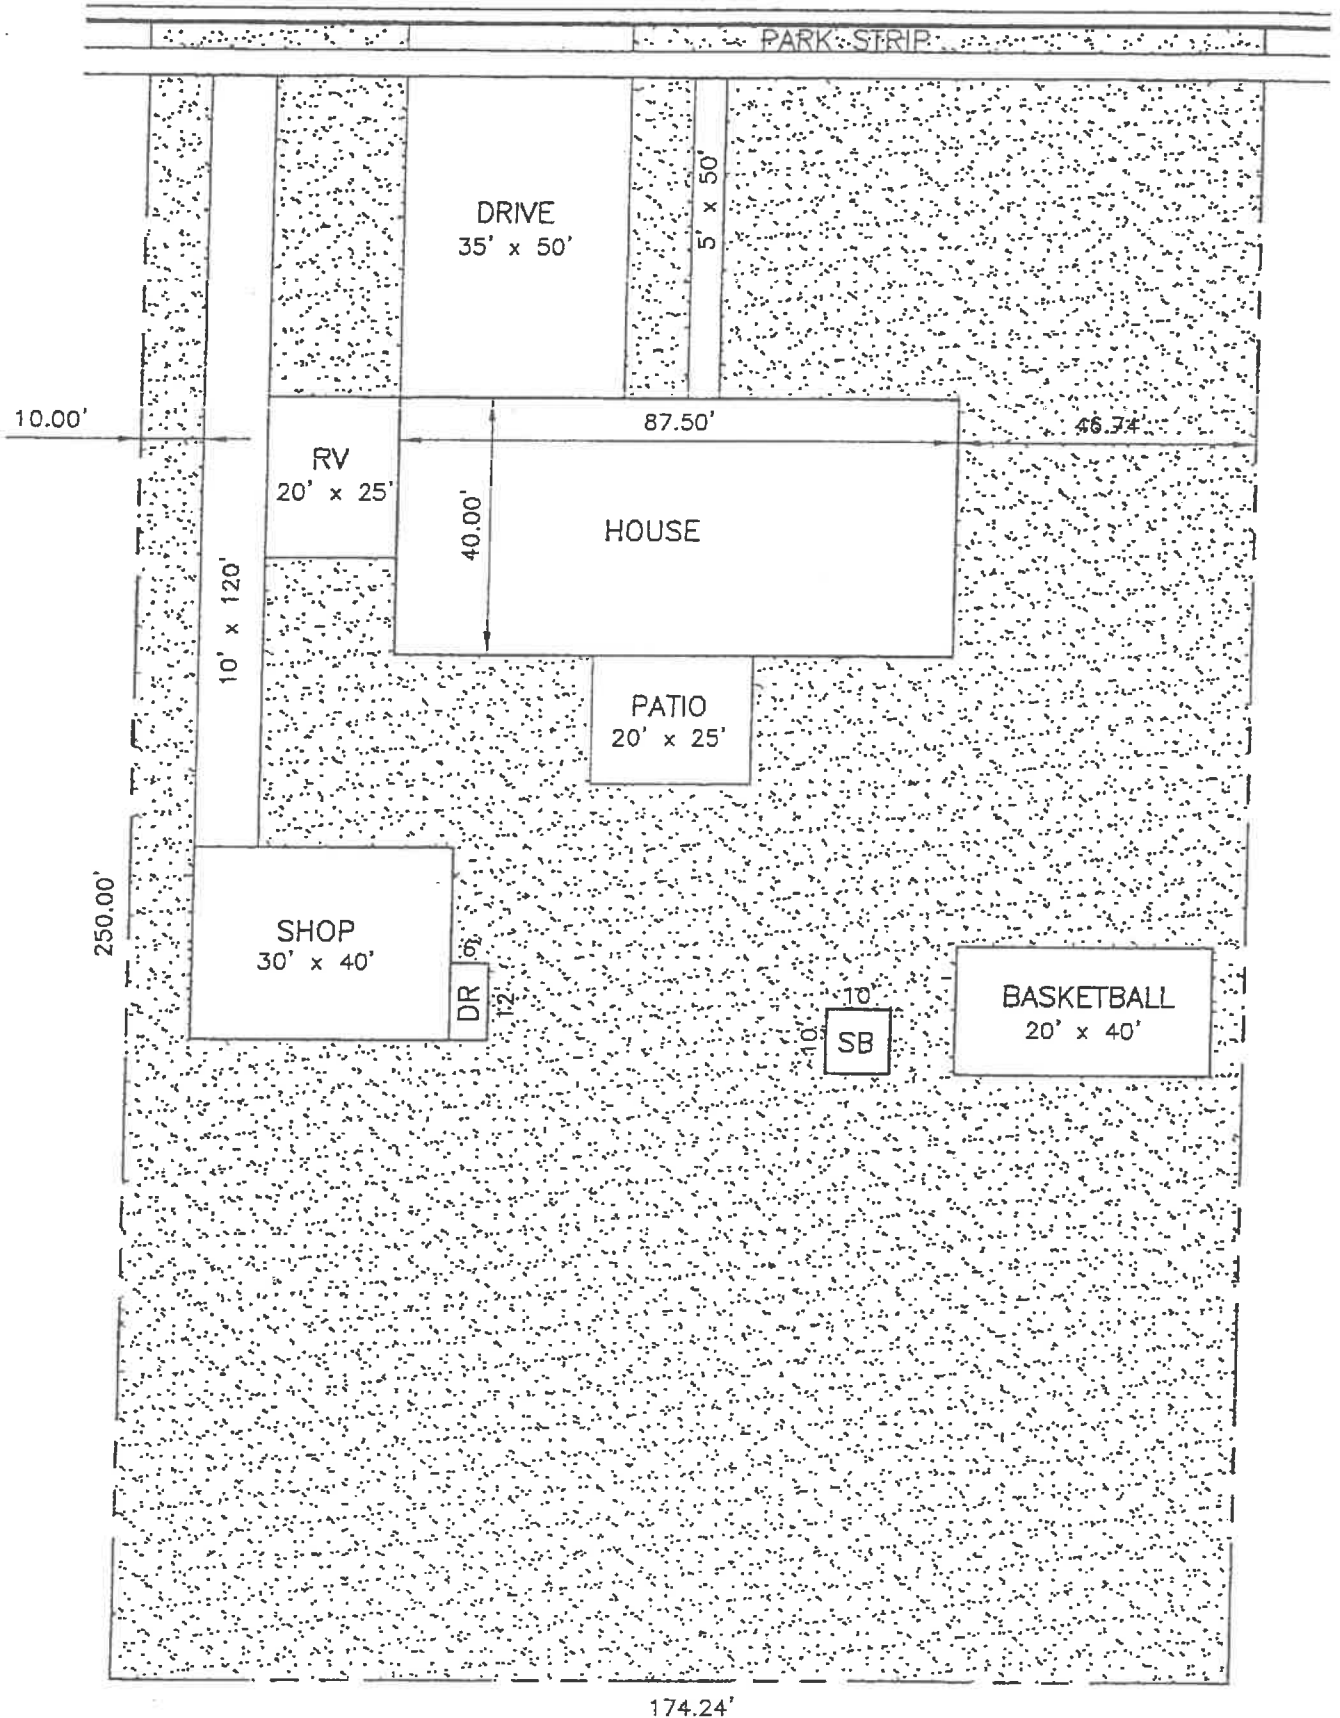 PARK STRIP
5' x 50'
DRIVE
35' x 50'
10.00'
87.50'
46.74'
RV
20' x 25'
40.00'
HOUSE
10' x 120'
PATIO
20' x 25'
250.00'
SHOP
30' x 40'
6'
DR
12'
10'
10'
SB
BASKETBALL
20' x 40'
174.24'